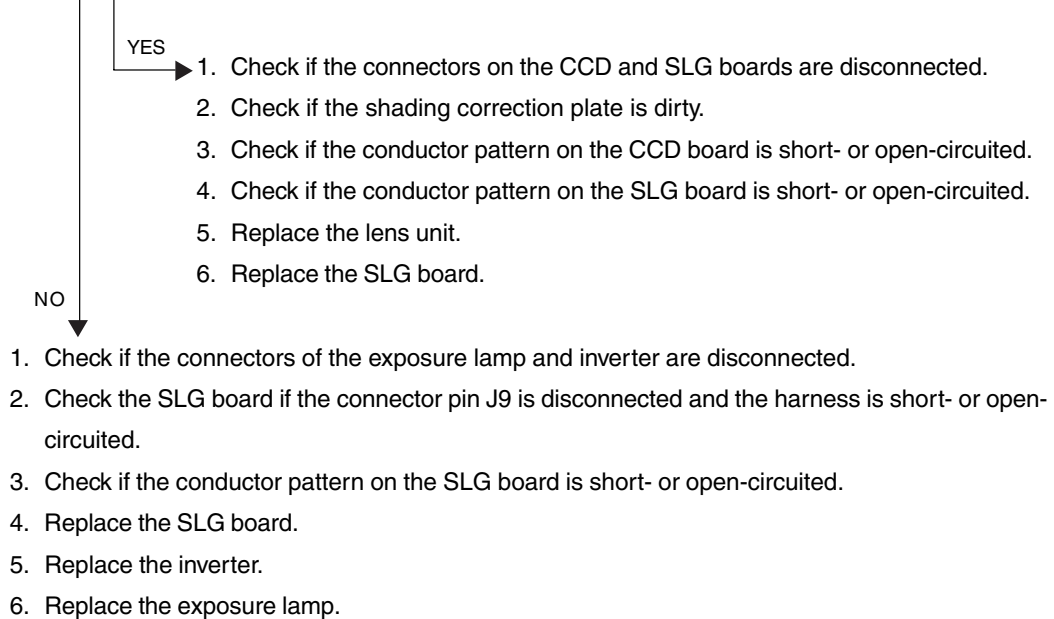 YES
1. Check if the connectors on the CCD and SLG boards are disconnected.
2. Check if the shading correction plate is dirty.
3. Check if the conductor pattern on the CCD board is short- or open-circuited.
4. Check if the conductor pattern on the SLG board is short- or open-circuited.
5. Replace the lens unit.
6. Replace the SLG board.
NO
1. Check if the connectors of the exposure lamp and inverter are disconnected.
2. Check the SLG board if the connector pin J9 is disconnected and the harness is short- or open-
circuited.
3. Check if the conductor pattern on the SLG board is short- or open-circuited.
4. Replace the SLG board.
5. Replace the inverter.
6. Replace the exposure lamp.